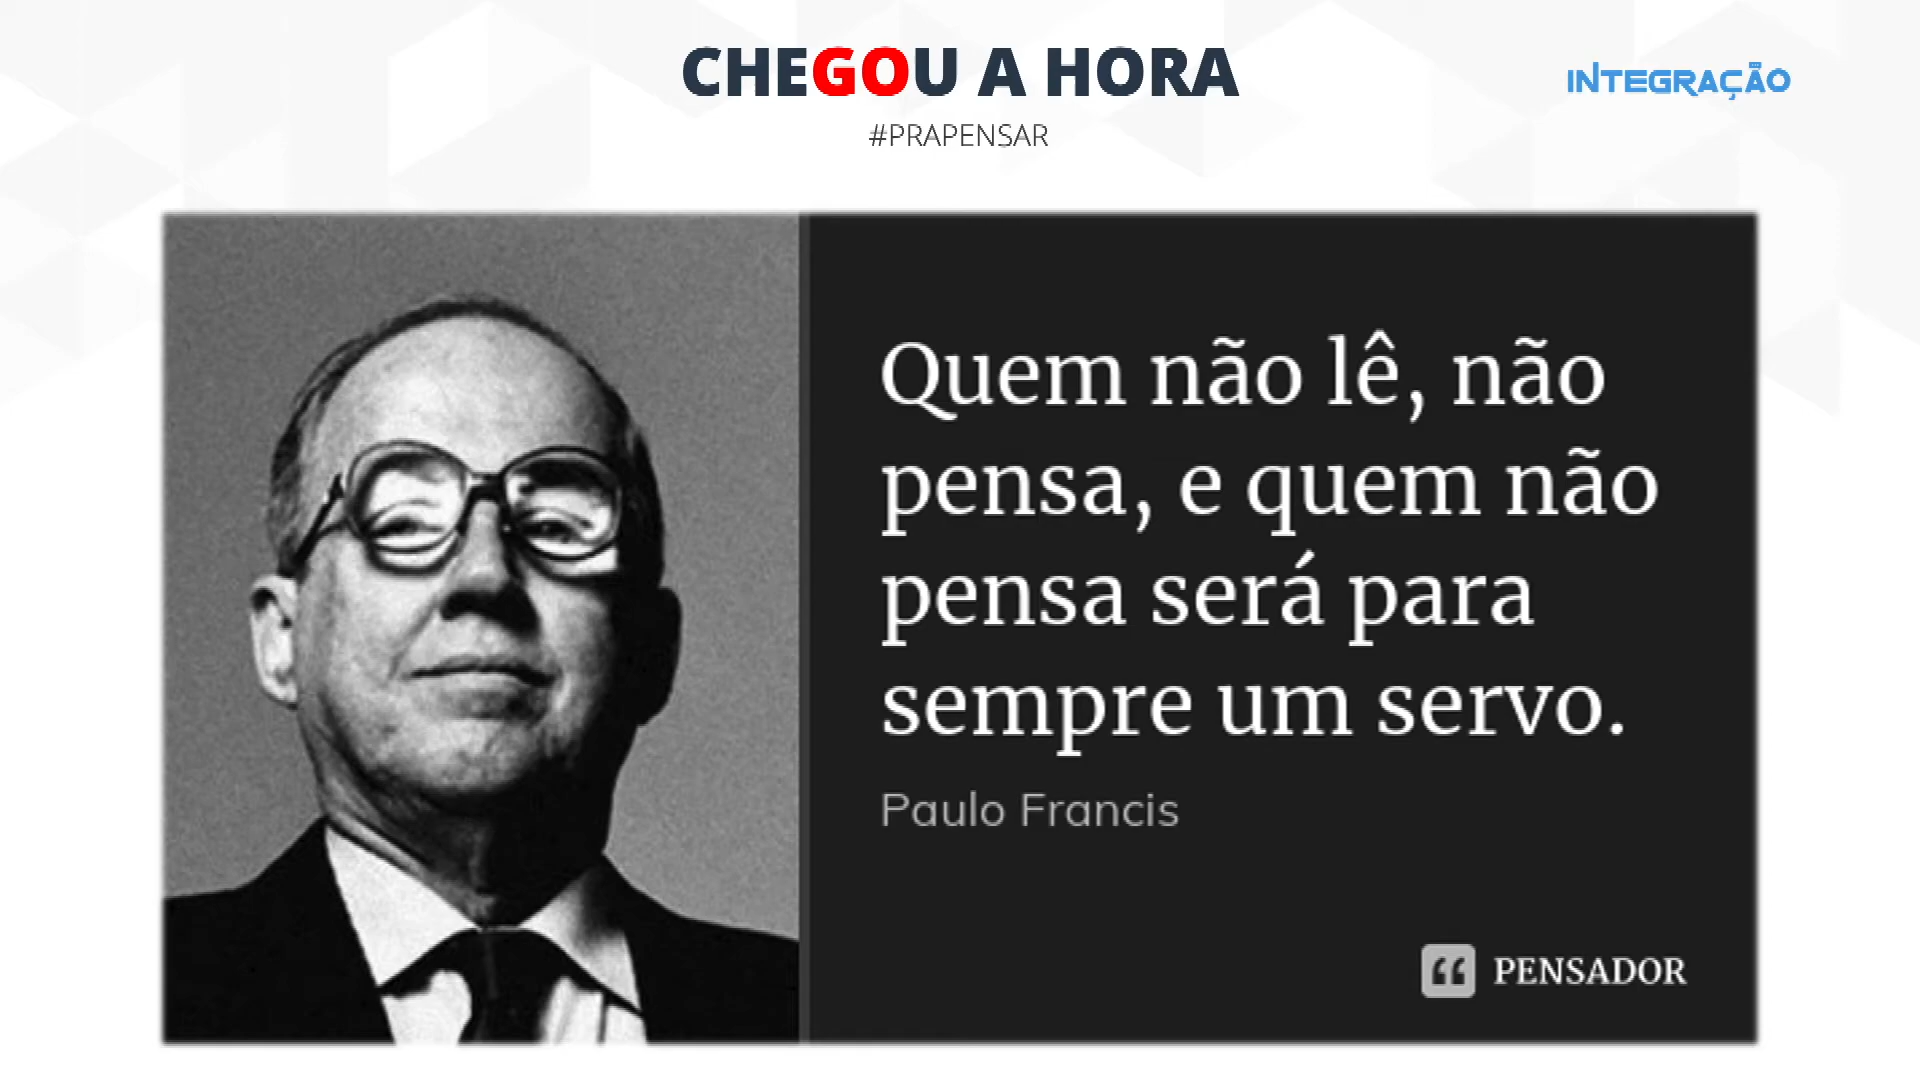 CHEGOU A HORA
INTEGRAÇÃO
#PRAPENSAR
Quem não lê, não
pensa, e quem não
pensa será para
sempre um servo.
Paulo Francis
PENSADOR